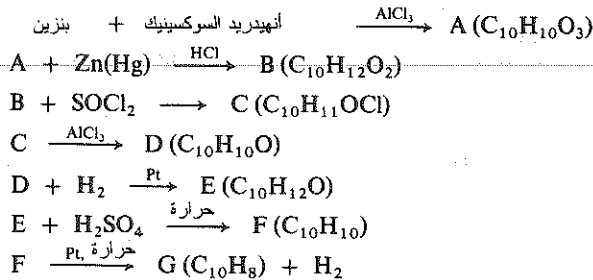 بنزين + أنهيدريد السوكسينيك —AlCl₃→ A (C₁₀H₁₀O₃)
A + Zn(Hg) —HCl→ B (C₁₀H₁₂O₂)
B + SOCl₂ ⟶ C (C₁₀H₁₁OCl)
C —AlCl₃→ D (C₁₀H₁₀O)
D + H₂ —Pt→ E (C₁₀H₁₂O)
E + H₂SO₄ —حرارة→ F (C₁₀H₁₀)
F —Pt, حرارة→ G (C₁₀H₈) + H₂